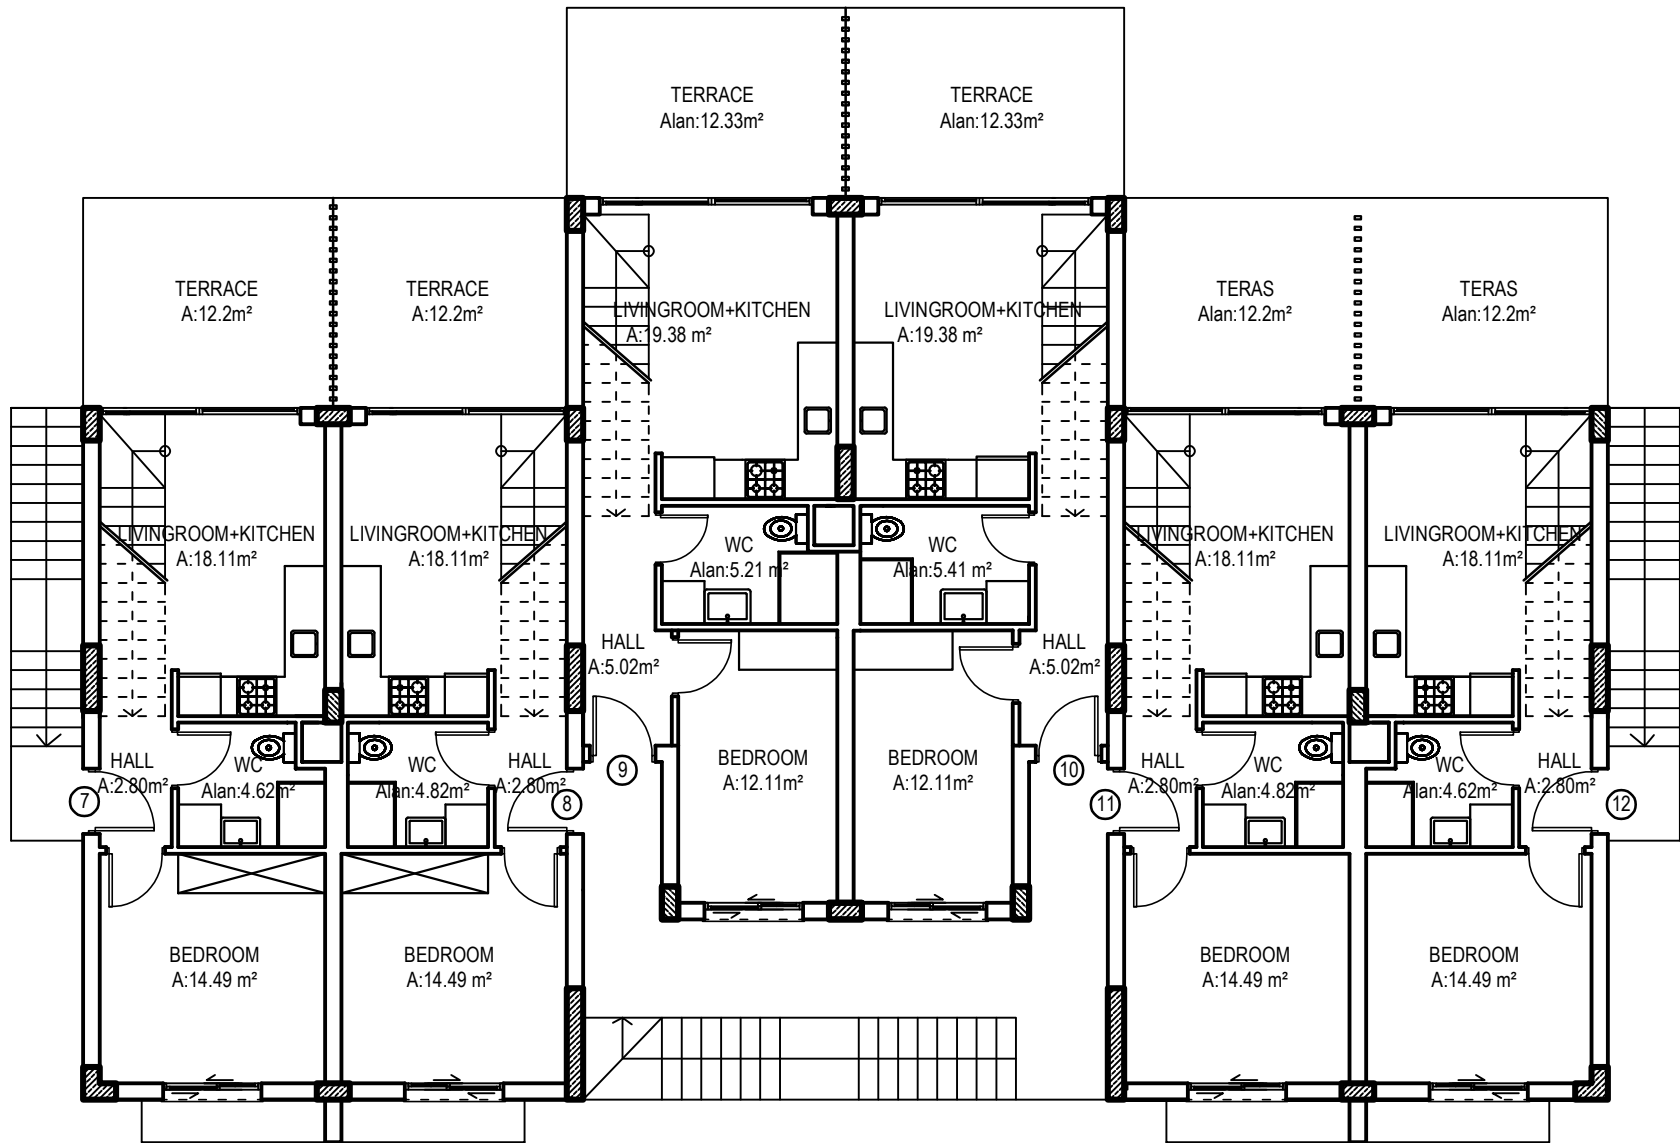 TERRACE
Alan:12.33m²
TERRACE
Alan:12.33m²
TERRACE
A:12.2m²
TERRACE
A:12.2m²
LIVINGROOM+KITCHEN
A:19.38 m²
LIVINGROOM+KITCHEN
A:19.38 m²
TERAS
Alan:12.2m²
TERAS
Alan:12.2m²
LIVINGROOM+KITCHEN
A:18.11m²
LIVINGROOM+KITCHEN
A:18.11m²
WC
Alan:5.21 m²
WC
Alan:5.41 m²
LIVINGROOM+KITCHEN
A:18.11m²
LIVINGROOM+KITCHEN
A:18.11m²
HALL
A:5.02m²
HALL
A:5.02m²
7
HALL
A:2.80m²
WC
Alan:4.62m²
WC
Alan:4.82m²
HALL
A:2.80m²
8
9
BEDROOM
A:12.11m²
BEDROOM
A:12.11m²
10
11
HALL
A:2.80m²
WC
Alan:4.82m²
WC
Alan:4.62m²
HALL
A:2.80m²
12
BEDROOM
A:14.49 m²
BEDROOM
A:14.49 m²
BEDROOM
A:14.49 m²
BEDROOM
A:14.49 m²